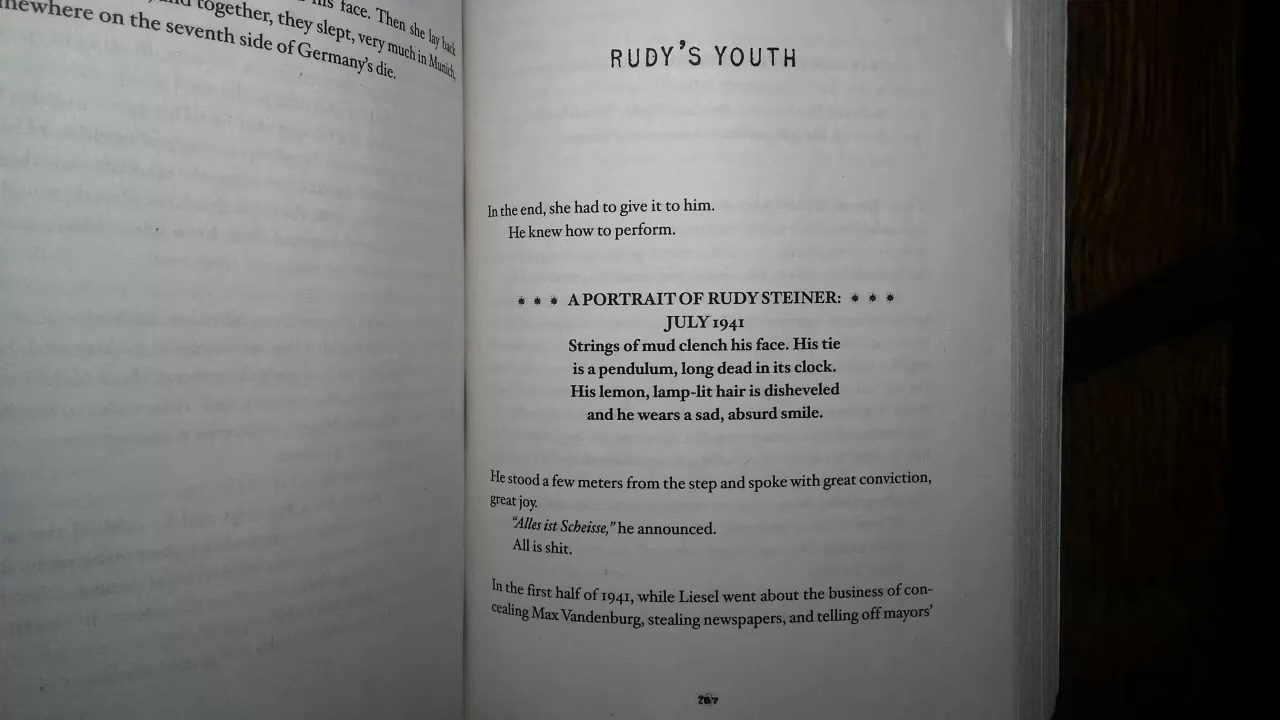 his face. Then she lay back
and together, they slept, very much in Munich,
somewhere on the seventh side of Germany's die.
RUDY'S YOUTH
In the end, she had to give it to him.
He knew how to perform.
* * * A PORTRAIT OF RUDY STEINER: * * *
JULY 1941
Strings of mud clench his face. His tie
is a pendulum, long dead in its clock.
His lemon, lamp-lit hair is disheveled
and he wears a sad, absurd smile.
He stood a few meters from the step and spoke with great conviction,
great joy.
"Alles ist Scheisse," he announced.
All is shit.
In the first half of 1941, while Liesel went about the business of con-
cealing Max Vandenburg, stealing newspapers, and telling off mayors'
267